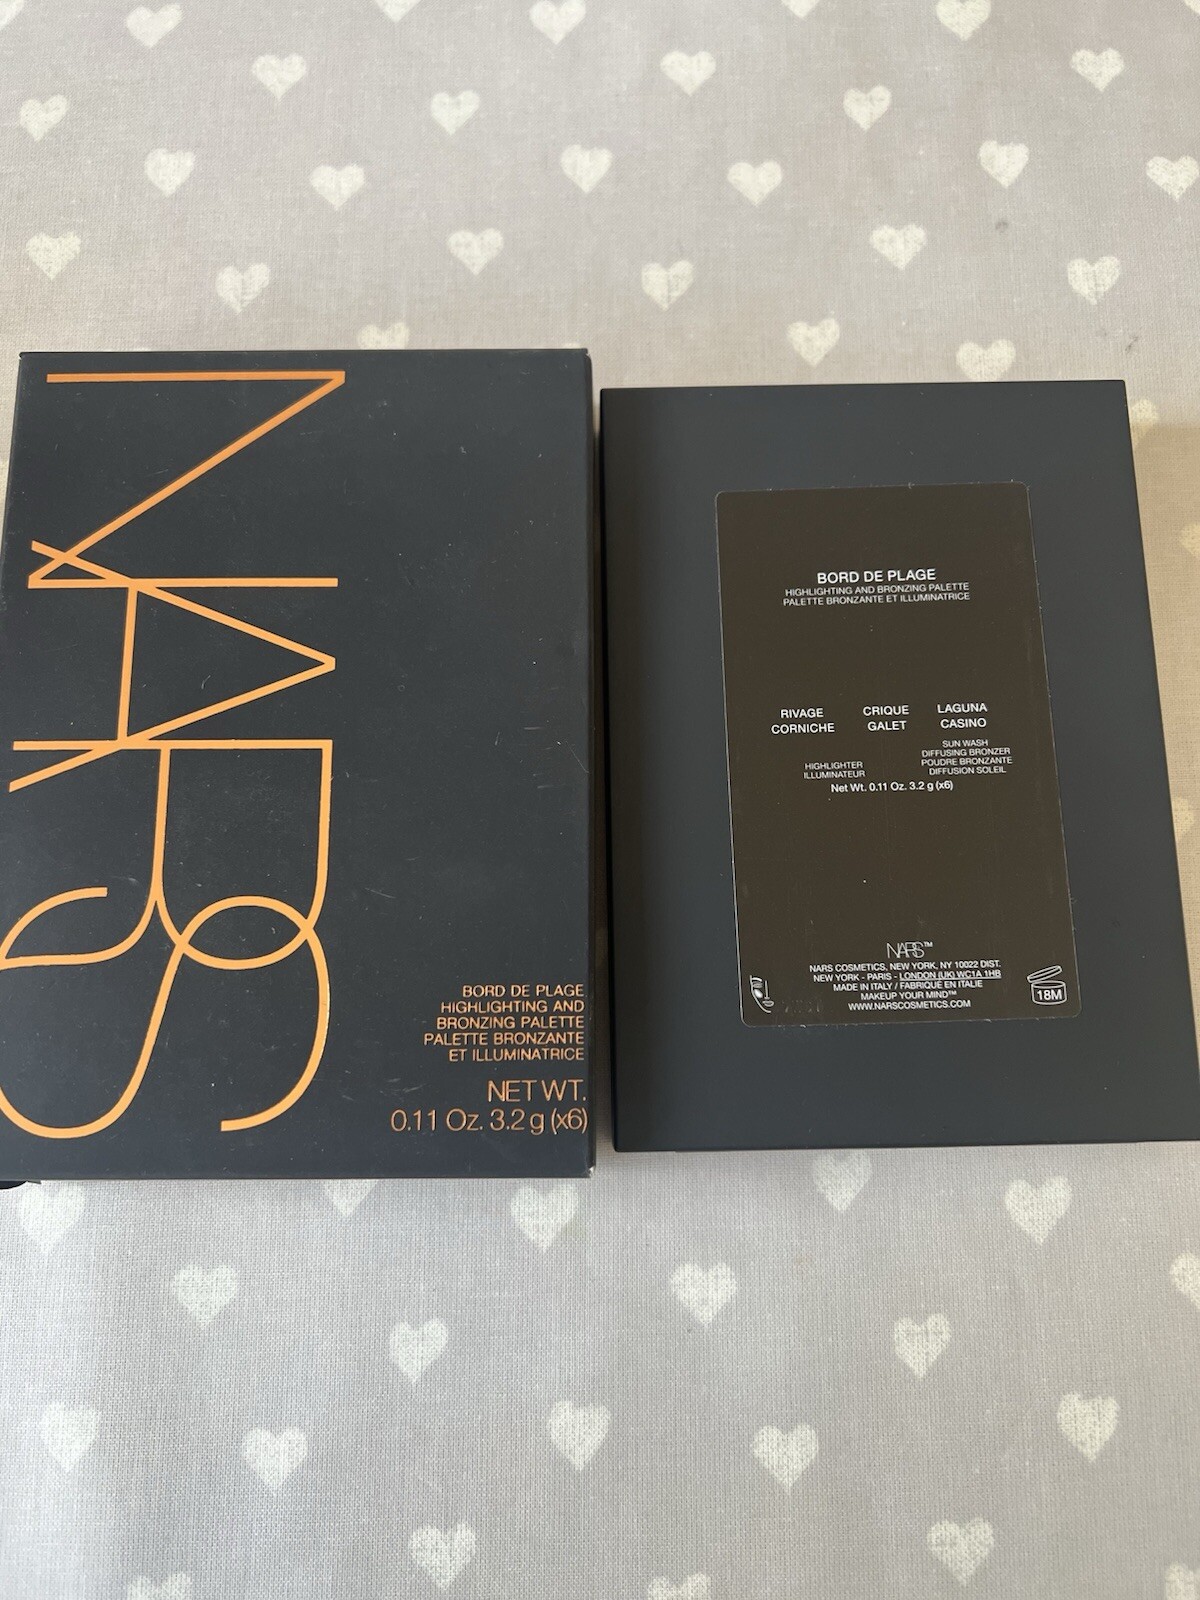 NARS
BORD DE PLAGE
HIGHLIGHTING AND
BRONZING PALETTE
PALETTE BRONZANTE
ET ILLUMINATRICE
NET WT.
0.11 Oz. 3.2 g (x6)
BORD DE PLAGE
HIGHLIGHTING AND BRONZING PALETTE
PALETTE BRONZANTE ET ILLUMINATRICE
RIVAGE CRIQUE LAGUNA
CORNICHE GALET CASINO
HIGHLIGHTER
ILLUMINATEUR
SUN WASH
DIFFUSING BRONZER
POUDRE BRONZANTE
DIFFUSION SOLEIL
Net Wt. 0.11 Oz. 3.2 g (x6)
NARS™
NARS COSMETICS, NEW YORK, NY 10022 DIST.
NEW YORK - PARIS - LONDON (UK) WC1A 1HB
MADE IN ITALY / FABRIQUÉ EN ITALIE
MAKEUP YOUR MIND™
WWW.NARSCOSMETICS.COM
18M